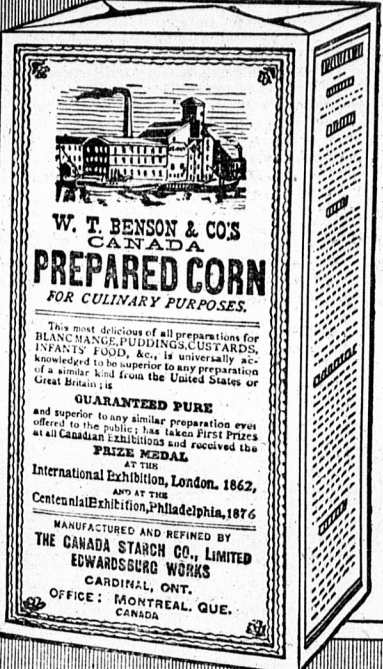 W. T. BENSON & CO'S
CANADA
PREPARED CORN
FOR CULINARY PURPOSES.
This most delicious of all preparations for
BLANC MANGE, PUDDINGS, CUSTARDS,
INFANTS' FOOD, &c., is universally ac-
knowledged to be superior to any preparation
of a similar kind from the United States or
Great Britain; is
GUARANTEED PURE
and superior to any similar preparation ever
offered to the public; has taken First Prizes
at all Canadian Exhibitions and received the
PRIZE MEDAL
AT THE
International Exhibition, London. 1862,
AND AT THE
Centennial Exhibition, Philadelphia, 1876
MANUFACTURED AND REFINED BY
THE CANADA STARCH CO., LIMITED
EDWARDSBURG WORKS
CARDINAL, ONT.
OFFICE: MONTREAL, QUE.
CANADA